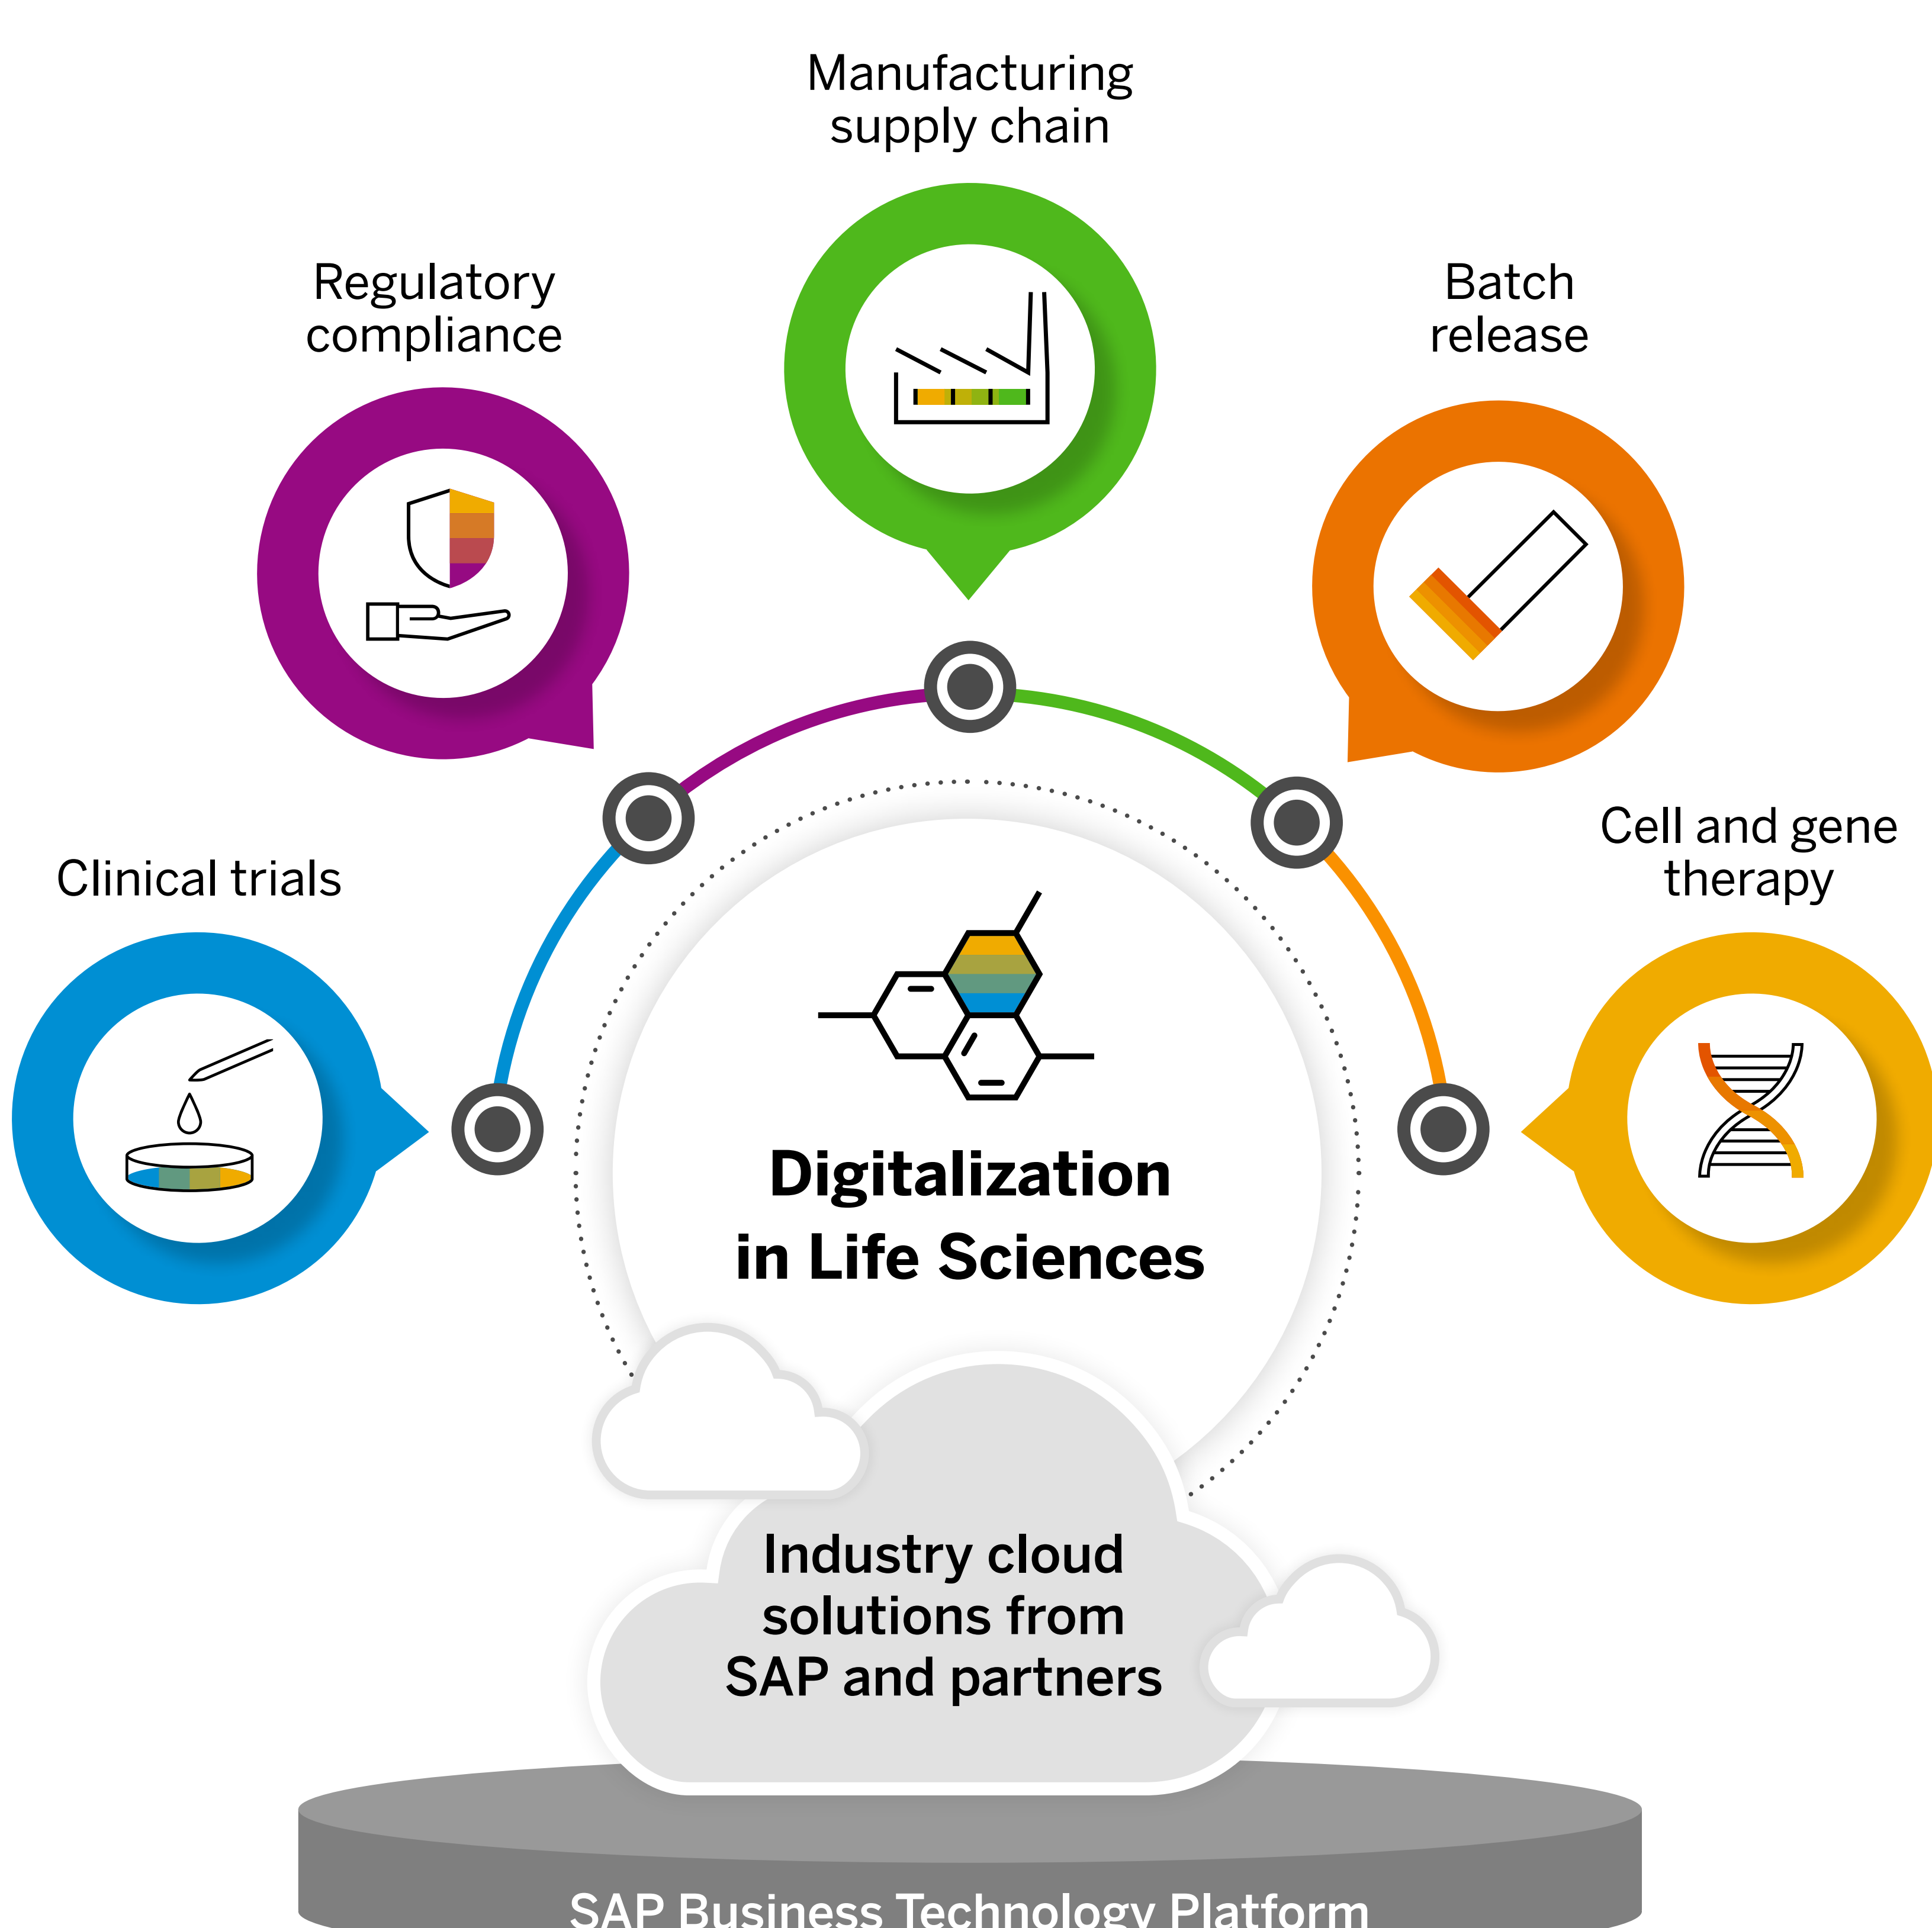 Manufacturing
supply chain
Regulatory
compliance
Batch
release
Clinical trials
Cell and gene
therapy
Digitalization
in Life Sciences
Industry cloud
solutions from
SAP and partners
SAP Business Technology Platform